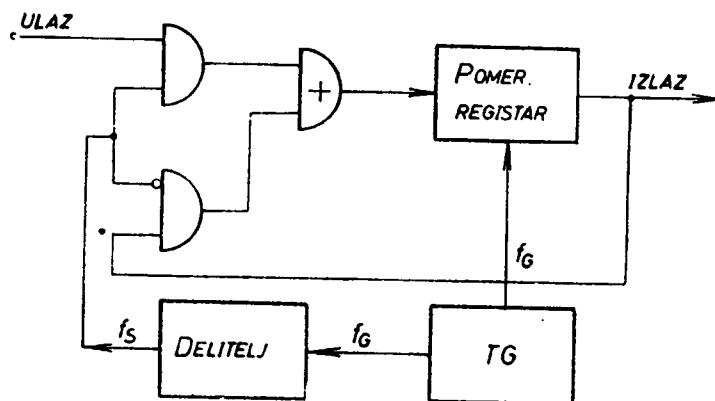 ULAZ
+
POMER.
REGISTAR
IZLAZ
fG
fS
DELITELJ
fG
TG